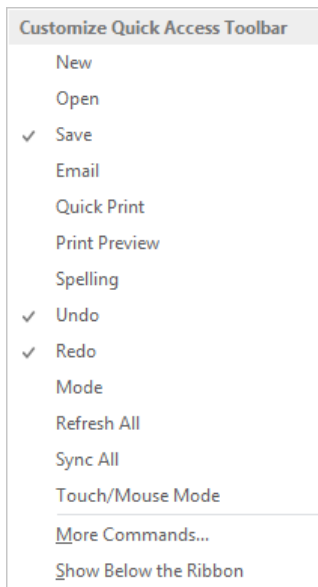 Customize Quick Access Toolbar
New
Open
Save
Email
Quick Print
Print Preview
Spelling
Undo
Redo
Mode
Refresh All
Sync All
Touch/Mouse Mode
More Commands...
Show Below the Ribbon